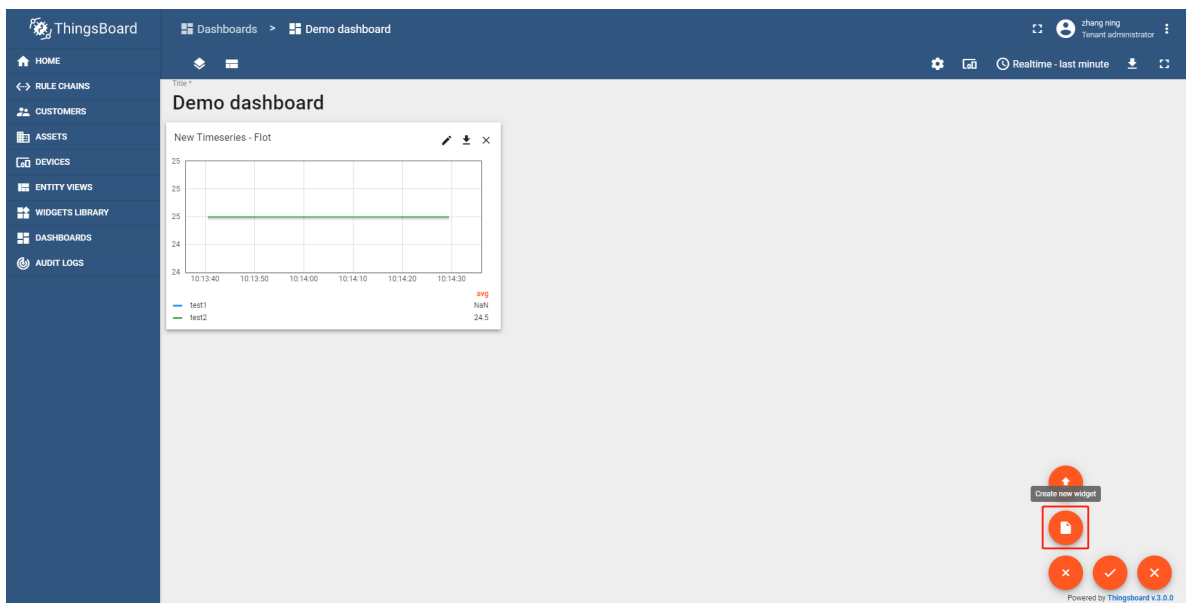 ThingsBoard
Dashboards > Demo dashboard
zhang ning
Tenant administrator
HOME
RULE CHAINS
CUSTOMERS
ASSETS
DEVICES
ENTITY VIEWS
WIDGETS LIBRARY
DASHBOARDS
AUDIT LOGS
Realtime - last minute
Title *
Demo dashboard
New Timeseries - Flot
25
25
25
24
24
10:13:40 10:13:50 10:14:00 10:14:10 10:14:20 10:14:30
avg
test1 NaN
test2 24.5
Create new widget
Powered by Thingsboard v.3.0.0